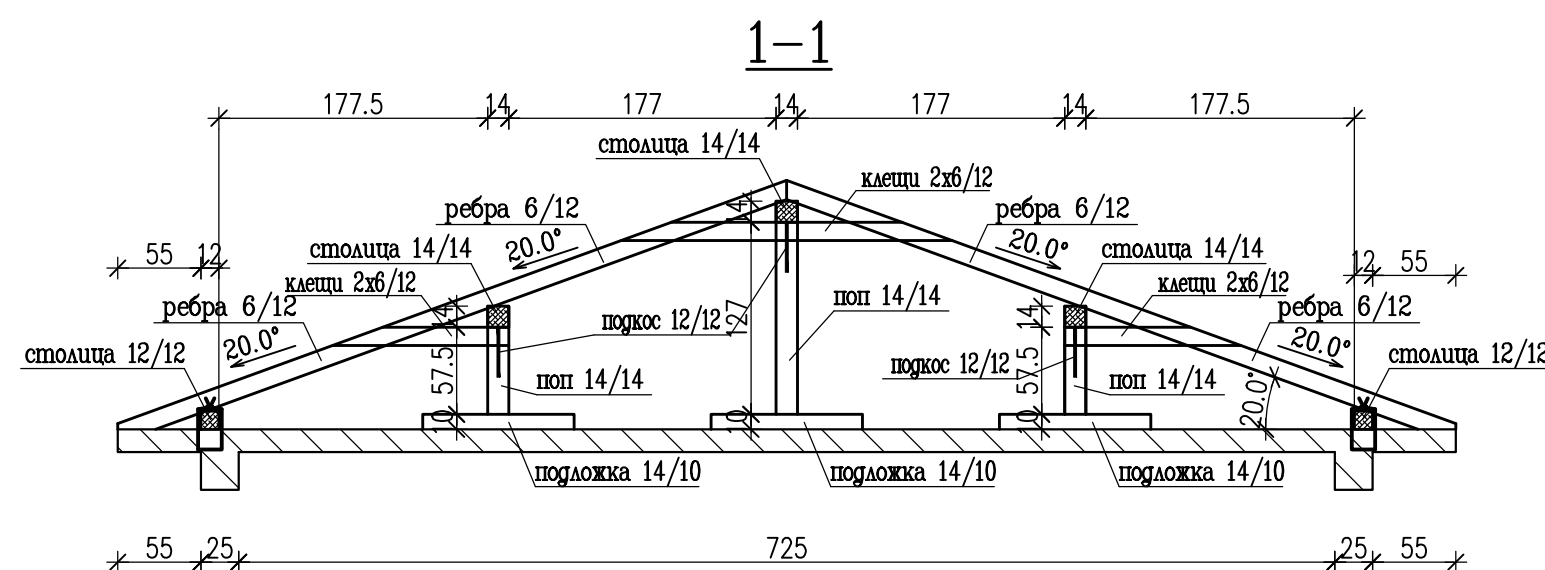 1-1
177.5 14 177 14 177 14 177.5
столица 14/14
клещи 2x6/12
14
ребра 6/12
ребра 6/12
20.0°
20.0°
столица 14/14
столица 14/14
55 12
12 55
клещи 2x6/12
клещи 2x6/12
ребра 6/12
ребра 6/12
14
14
поп 14/14
подкос 12/12
127
20.0°
20.0°
столица 12/12
столица 12/12
57.5
57.5
подкос 12/12
поп 14/14
поп 14/14
20.0°
10
10
10
подложка 14/10
подложка 14/10
подложка 14/10
55 25 725 25 55